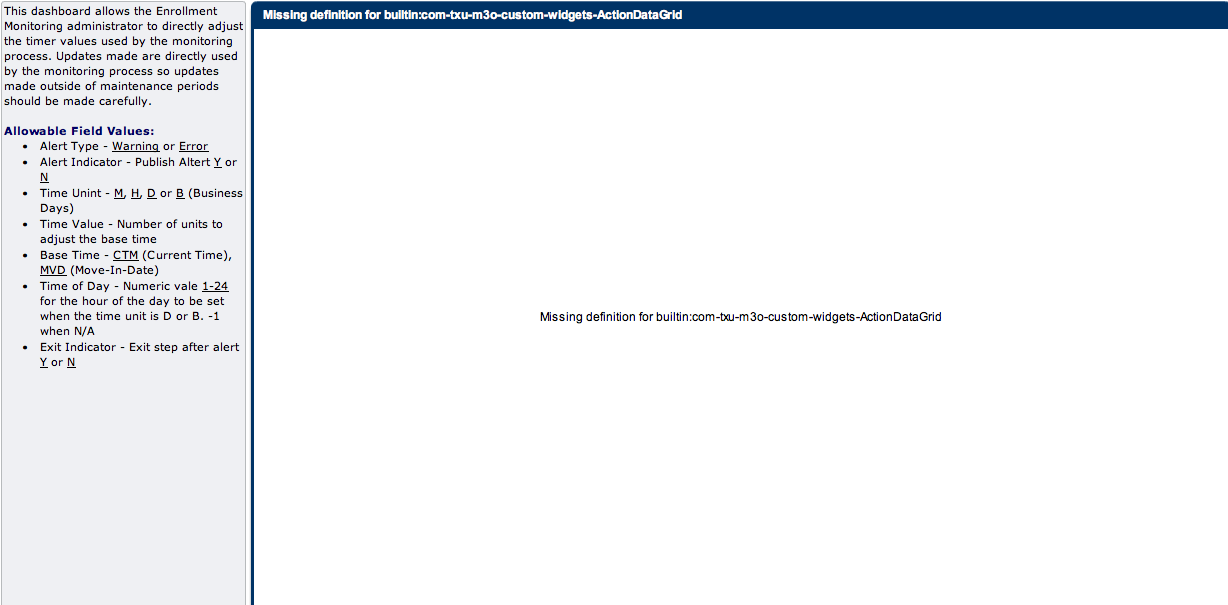 This dashboard allows the Enrollment
Monitoring administrator to directly adjust
the timer values used by the monitoring
process. Updates made are directly used
by the monitoring process so updates
made outside of maintenance periods
should be made carefully.
Allowable Field Values:
• Alert Type - Warning or Error
• Alert Indicator - Publish Altert Y or
N
• Time Unint - M, H, D or B (Business
Days)
• Time Value - Number of units to
adjust the base time
• Base Time - CTM (Current Time),
MVD (Move-In-Date)
• Time of Day - Numeric vale 1-24
for the hour of the day to be set
when the time unit is D or B. -1
when N/A
• Exit Indicator - Exit step after alert
Y or N
Missing definition for builtin:com-txu-m3o-custom-widgets-ActionDataGrid
Missing definition for builtin:com-txu-m3o-custom-widgets-ActionDataGrid